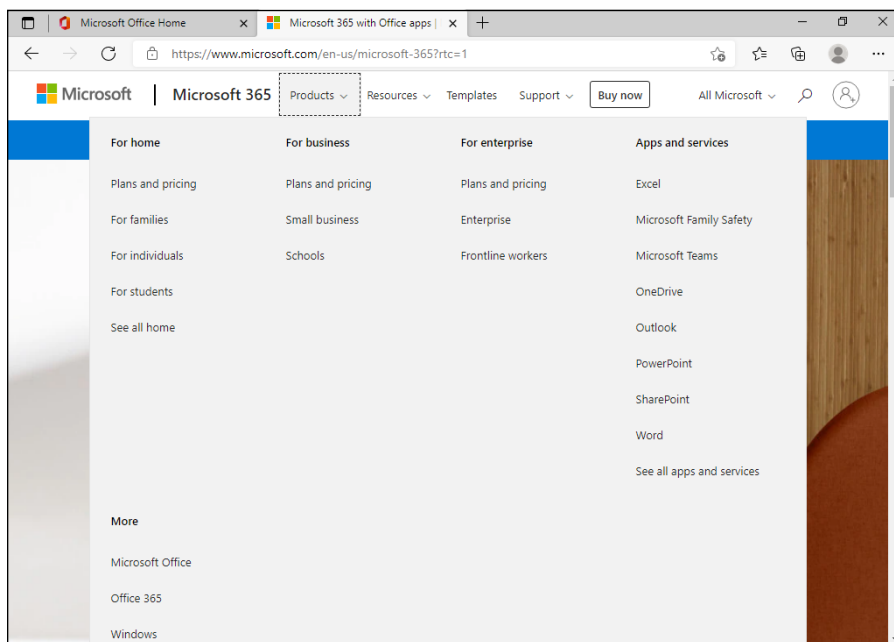 Microsoft Office Home
Microsoft 365 with Office apps |
https://www.microsoft.com/en-us/microsoft-365?rtc=1
Microsoft | Microsoft 365 Products Resources Templates Support Buy now All Microsoft
For home
Plans and pricing
For families
For individuals
For students
See all home
For business
Plans and pricing
Small business
Schools
For enterprise
Plans and pricing
Enterprise
Frontline workers
Apps and services
Excel
Microsoft Family Safety
Microsoft Teams
OneDrive
Outlook
PowerPoint
SharePoint
Word
See all apps and services
More
Microsoft Office
Office 365
Windows